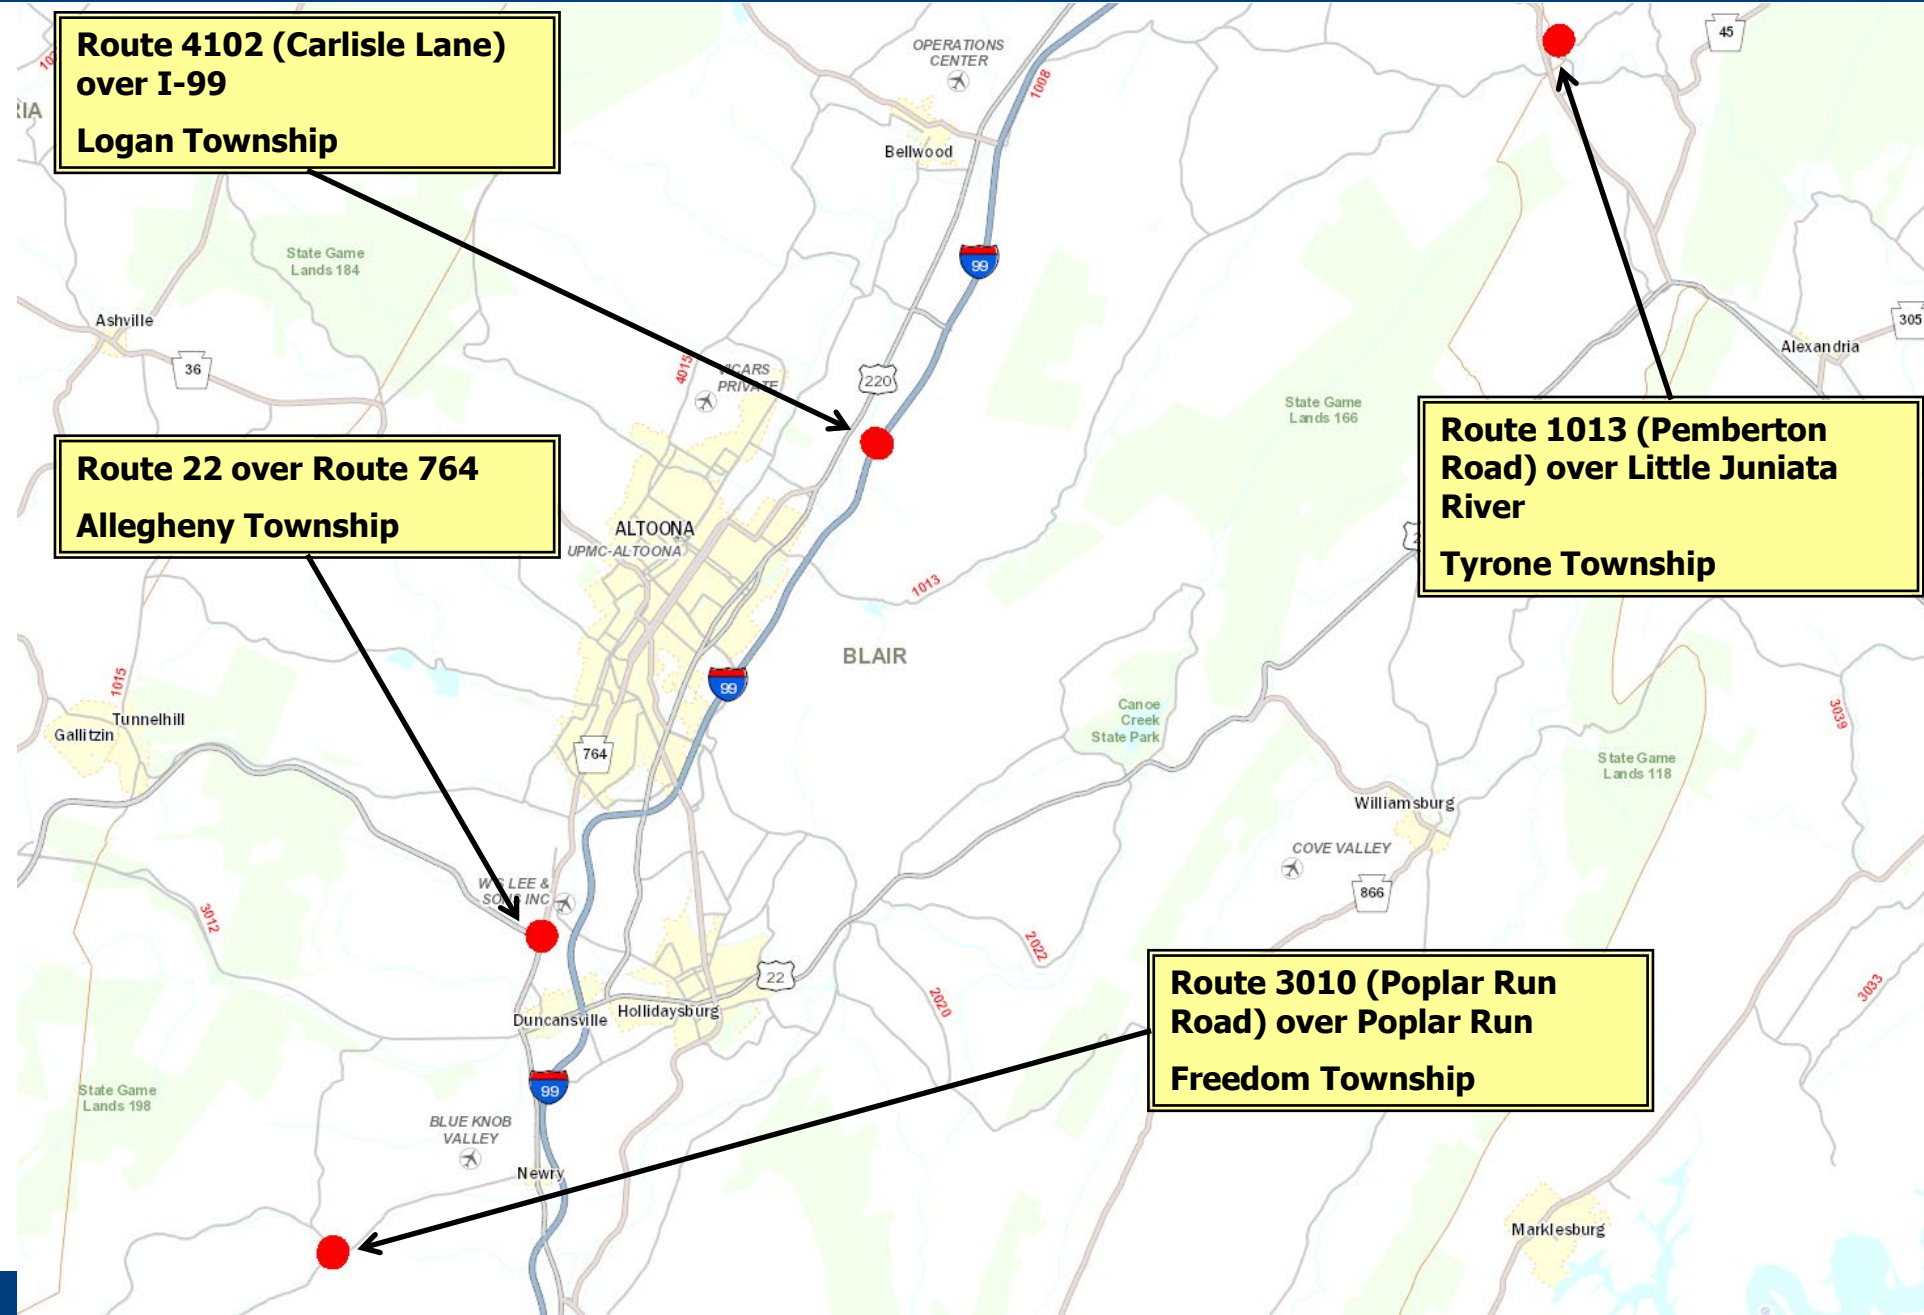 Route 4102 (Carlisle Lane)
over I-99
Logan Township
OPERATIONS
CENTER
1008
45
Bellwood
State Game
Lands 184
99
Ashville
36
4015
VICARS
PRIVATE
220
305
Alexandria
State Game
Lands 166
Route 22 over Route 764
Allegheny Township
Route 1013 (Pemberton
Road) over Little Juniata
River
Tyrone Township
ALTOONA
UPMC-ALTOONA
1013
BLAIR
1015
99
Canoe
Creek
State Park
3039
Tunnelhill
Gallitzin
764
State Game
Lands 118
Williamsburg
COVE VALLEY
866
W S LEE &
SONS INC
3012
2022
22
2020
3033
Duncansville
Hollidaysburg
Route 3010 (Poplar Run
Road) over Poplar Run
Freedom Township
State Game
Lands 198
99
BLUE KNOB
VALLEY
Newry
Marklesburg